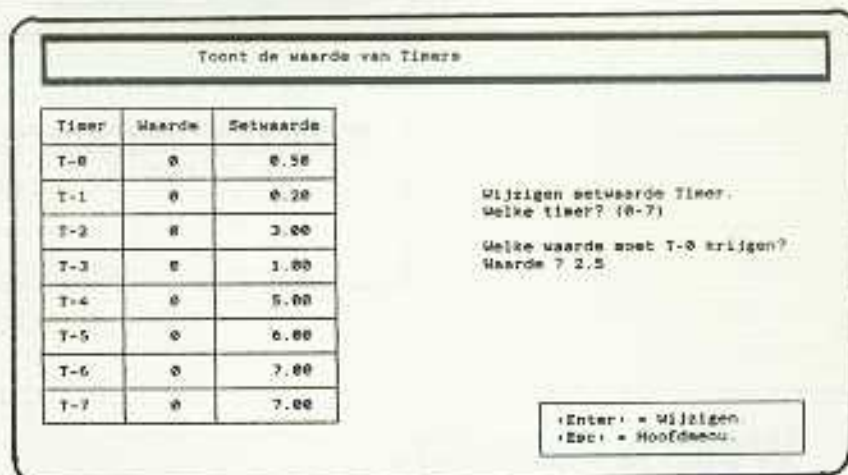 Toont de waarde van Timers
Timer Waarde Setwaarde
T-0 0 0.50
T-1 0 0.20
T-2 0 3.00
T-3 0 1.00
T-4 0 5.00
T-5 0 6.00
T-6 0 7.00
T-7 0 7.00
Wijzigen setwaarde Timer.
Welke timer? (0-7)
Welke waarde moet T-0 krijgen?
Waarde ? 2.5
<Enter> = Wijzigen.
<Esc> = Hoofdmenu.